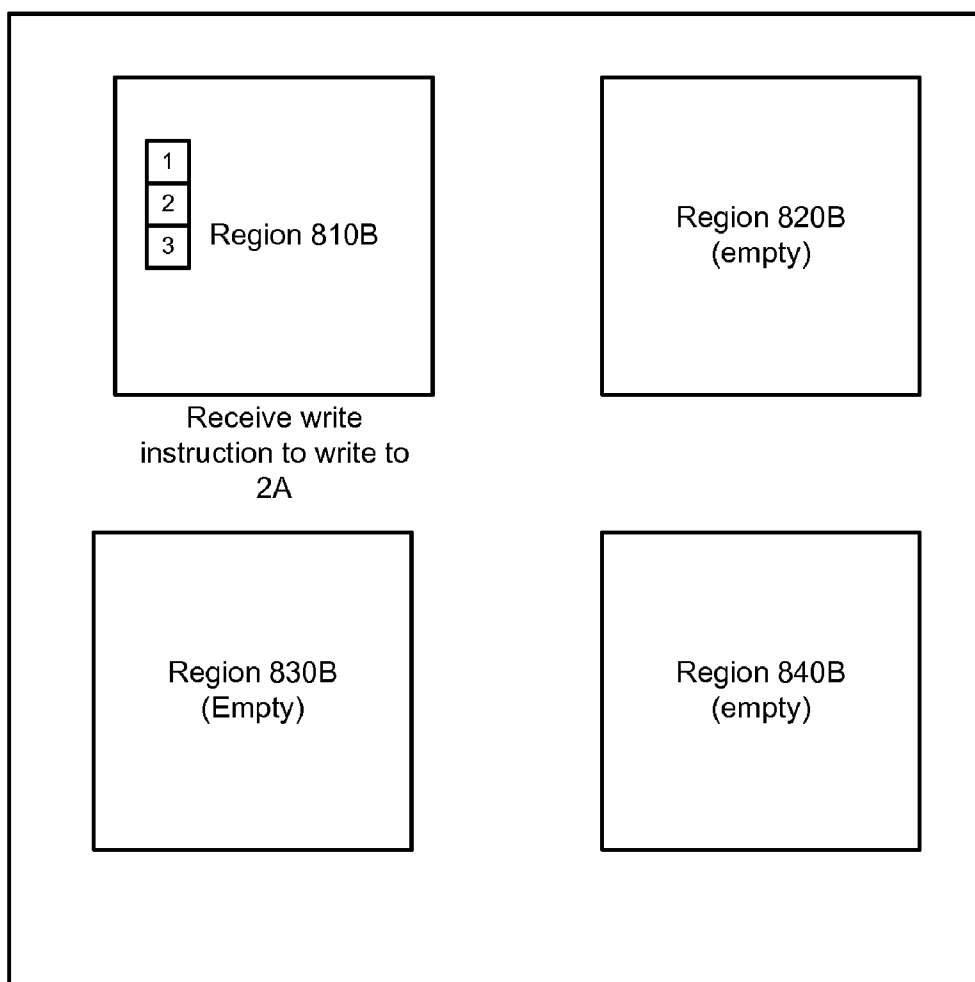 1
2
3
Region 810B
Region 820B
(empty)
Receive write
instruction to write to
2A
Region 830B
(Empty)
Region 840B
(empty)